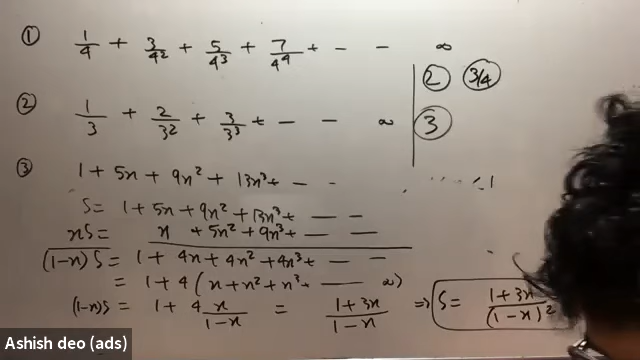 ① 1/4 + 3/4² + 5/4³ + 7/4⁴ + - - ∞
② 3/4
② 1/3 + 2/3² + 3/3³ + - - ∞
③
③ 1 + 5x + 9x² + 13x³ + - -
S = 1 + 5x + 9x² + 13x³ + - -
xS = x + 5x² + 9x³ + - -
(1-x) S = 1 + 4x + 4x² + 4x³ + - -
= 1 + 4 ( x + x² + x³ + - ∞)
(1-x)S = 1 + 4 x/(1-x) = (1+3x)/(1-x) ⇒ S = (1+3x)/(1-x)²
Ashish deo (ads)